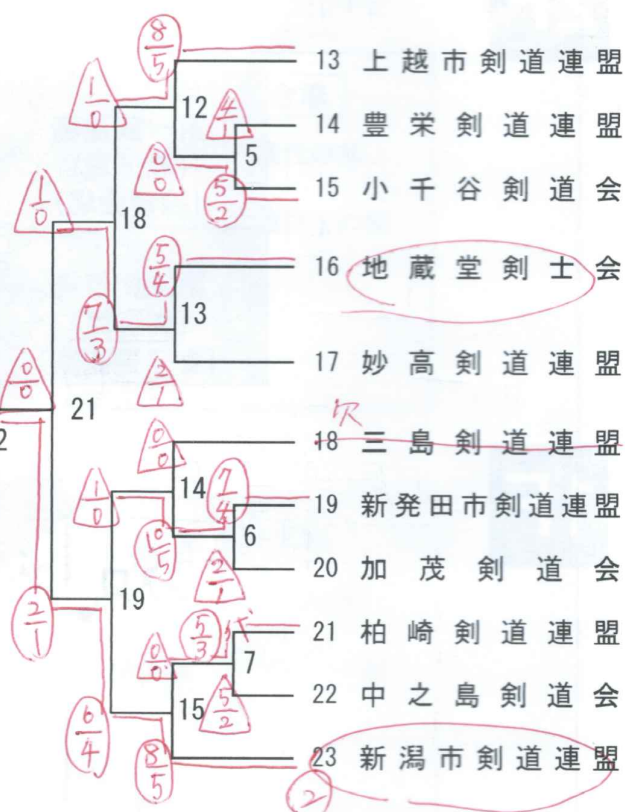 8/5
13 上越市剣道連盟
1/0
12
4/1
14 豊栄剣道連盟
5
0/0
5/2
15 小千谷剣道会
1/0
18
5/4
16 地蔵堂剣士会
13
7/3
17 妙高剣道連盟
2/1
0/0
21
2
欠
18 三島剣道連盟
0/0
14
7/4
19 新発田市剣道連盟
1/0
6
10/5
20 加茂剣道会
2/1
19
2/1
5/3
代
21 柏崎剣道連盟
0/0
7
22 中之島剣道会
5/2
15
6/4
8/5
23 新潟市剣道連盟
2